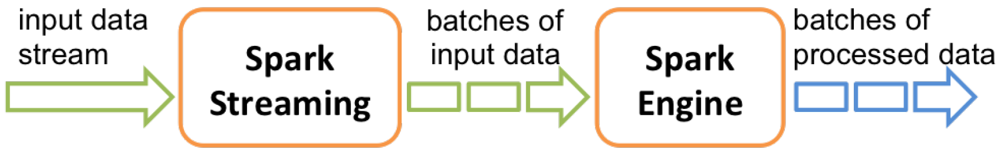 input data
stream
Spark
Streaming
batches of
input data
Spark
Engine
batches of
processed data